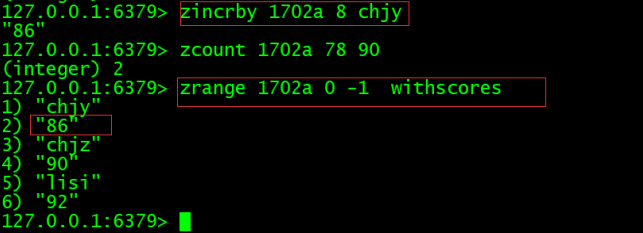 127.0.0.1:6379> zincrby 1702a 8 chjy
"86"
127.0.0.1:6379> zcount 1702a 78 90
(integer) 2
127.0.0.1:6379> zrange 1702a 0 -1  withscores
1) "chjy"
2) "86"
3) "chjz"
4) "90"
5) "lisi"
6) "92"
127.0.0.1:6379>